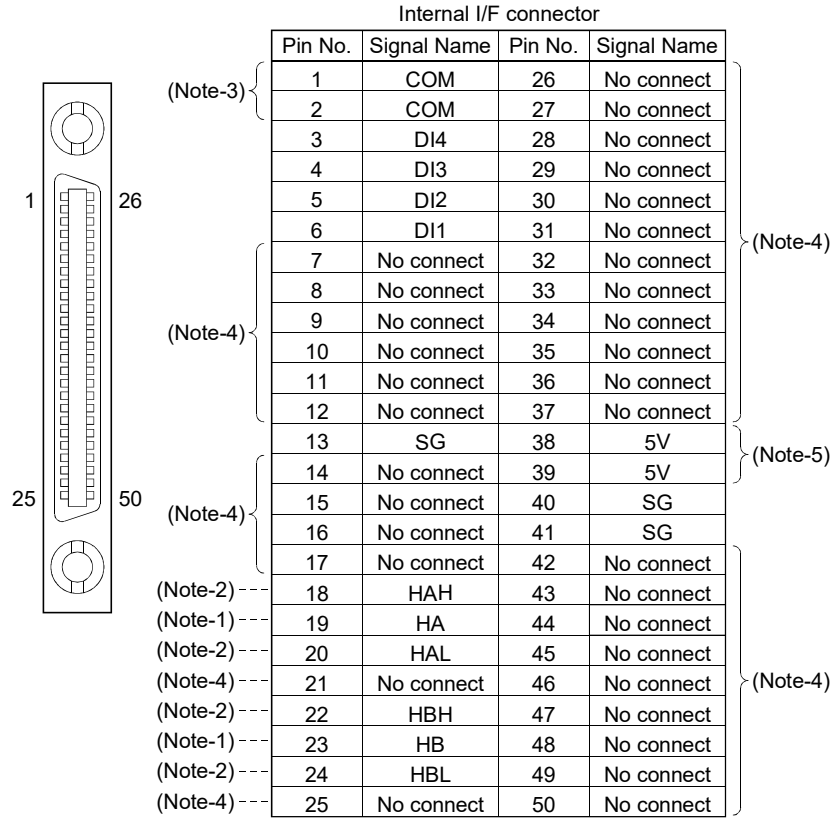 Internal I/F connector
Pin No. Signal Name Pin No. Signal Name
(Note-3)
1 COM 26 No connect
2 COM 27 No connect
3 DI4 28 No connect
4 DI3 29 No connect
1 26
5 DI2 30 No connect
6 DI1 31 No connect
(Note-4)
7 No connect 32 No connect
8 No connect 33 No connect
9 No connect 34 No connect
(Note-4)
10 No connect 35 No connect
11 No connect 36 No connect
12 No connect 37 No connect
13 SG 38 5V
(Note-5)
14 No connect 39 5V
25 50
15 No connect 40 SG
(Note-4)
16 No connect 41 SG
17 No connect 42 No connect
(Note-2) 18 HAH 43 No connect
(Note-1) 19 HA 44 No connect
(Note-2) 20 HAL 45 No connect
(Note-4) 21 No connect 46 No connect (Note-4)
(Note-2) 22 HBH 47 No connect
(Note-1) 23 HB 48 No connect
(Note-2) 24 HBL 49 No connect
(Note-4) 25 No connect 50 No connect